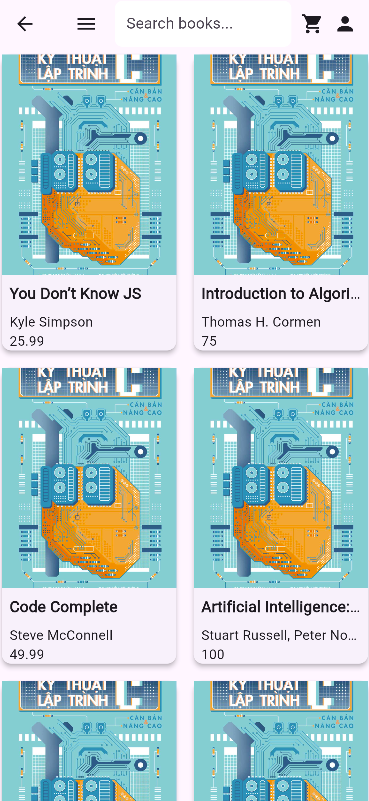 Search books...
KỸ THUẬT
LẬP TRÌNH
C
CĂN BẢN
NÂNG CAO
KỸ THUẬT
LẬP TRÌNH
C
CĂN BẢN
NÂNG CAO
You Don’t Know JS
Kyle Simpson
25.99
Introduction to Algori...
Thomas H. Cormen
75
KỸ THUẬT
LẬP TRÌNH
C
CĂN BẢN
NÂNG CAO
KỸ THUẬT
LẬP TRÌNH
C
CĂN BẢN
NÂNG CAO
Code Complete
Steve McConnell
49.99
Artificial Intelligence:...
Stuart Russell, Peter No...
100
KỸ THUẬT
LẬP TRÌNH
C
CĂN BẢN
NÂNG CAO
KỸ THUẬT
LẬP TRÌNH
C
CĂN BẢN
NÂNG CAO